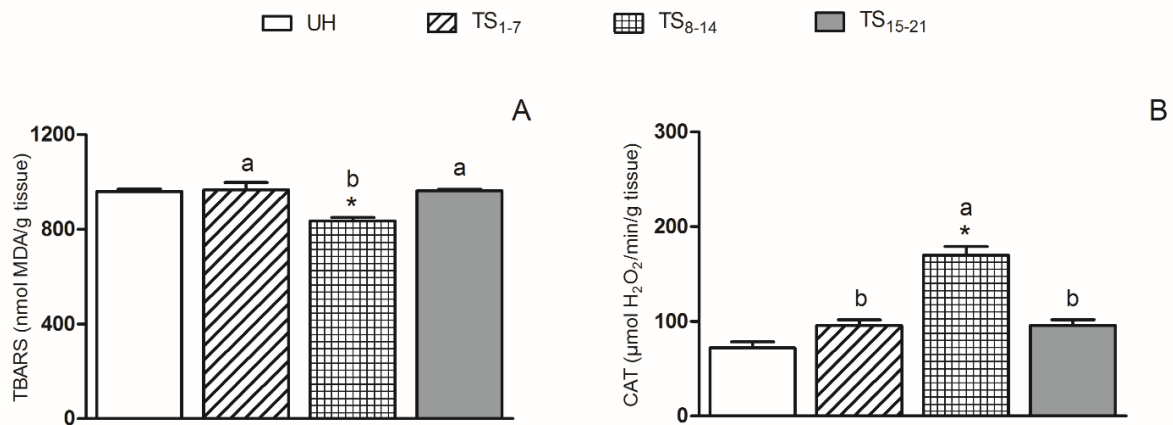 UH TS1-7 TS8-14 TS15-21
A
TBARS (nmol MDA/g tissue)
1200
800
400
0
a
b
*
a
B
CAT (µmol H2O2/min/g tissue)
300
200
100
0
b
a
*
b